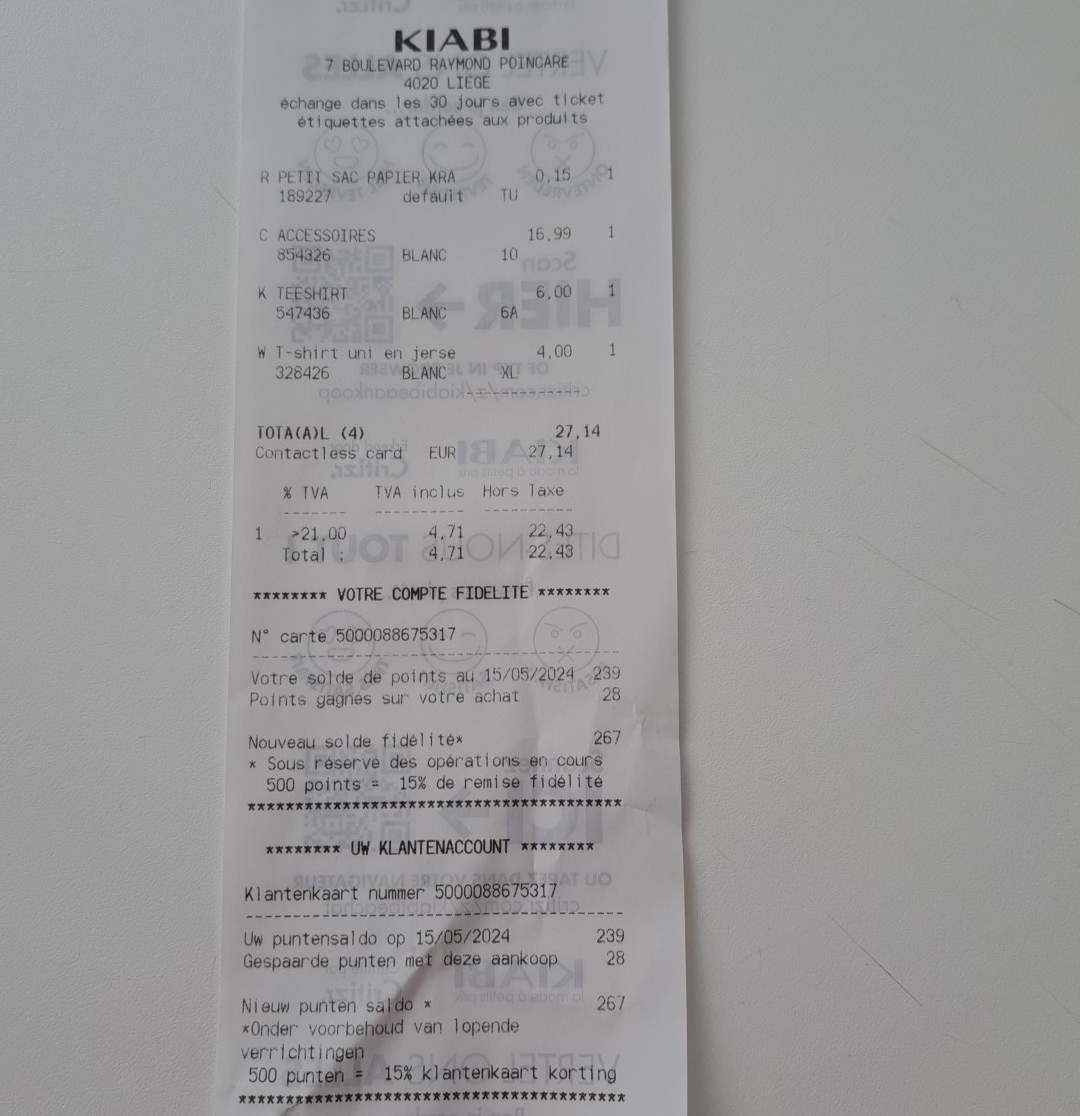 KIABI
7 BOULEVARD RAYMOND POINCARE
4020 LIEGE
échange dans les 30 jours avec ticket
étiquettes attachées aux produits
R PETIT SAC PAPIER KRA 0,15 1
189227 default TU
C ACCESSOIRES 16,99 1
854326 BLANC 10
K TEESHIRT 6,00 1
547436 BLANC 6A
W T-shirt uni en jerse 4,00 1
328426 BLANC XL
TOTA(A)L (4) 27,14
Contactless card EUR 27,14
% TVA TVA inclus Hors Taxe
------- ---------- ----------
1 >21,00 4,71 22,43
Total : 4,71 22,43
******** VOTRE COMPTE FIDELITE ********
N° carte 5000088675317
Votre solde de points au 15/05/2024 239
Points gagnés sur votre achat 28
Nouveau solde fidélité* 267
* Sous réserve des opérations en cours
500 points = 15% de remise fidélité
****************************************
******** UW KLANTENACCOUNT ********
Klantenkaart nummer 5000088675317
Uw puntensaldo op 15/05/2024 239
Gespaarde punten met deze aankoop 28
Nieuw punten saldo * 267
*Onder voorbehoud van lopende
verrichtingen
500 punten = 15% klantenkaart korting
****************************************